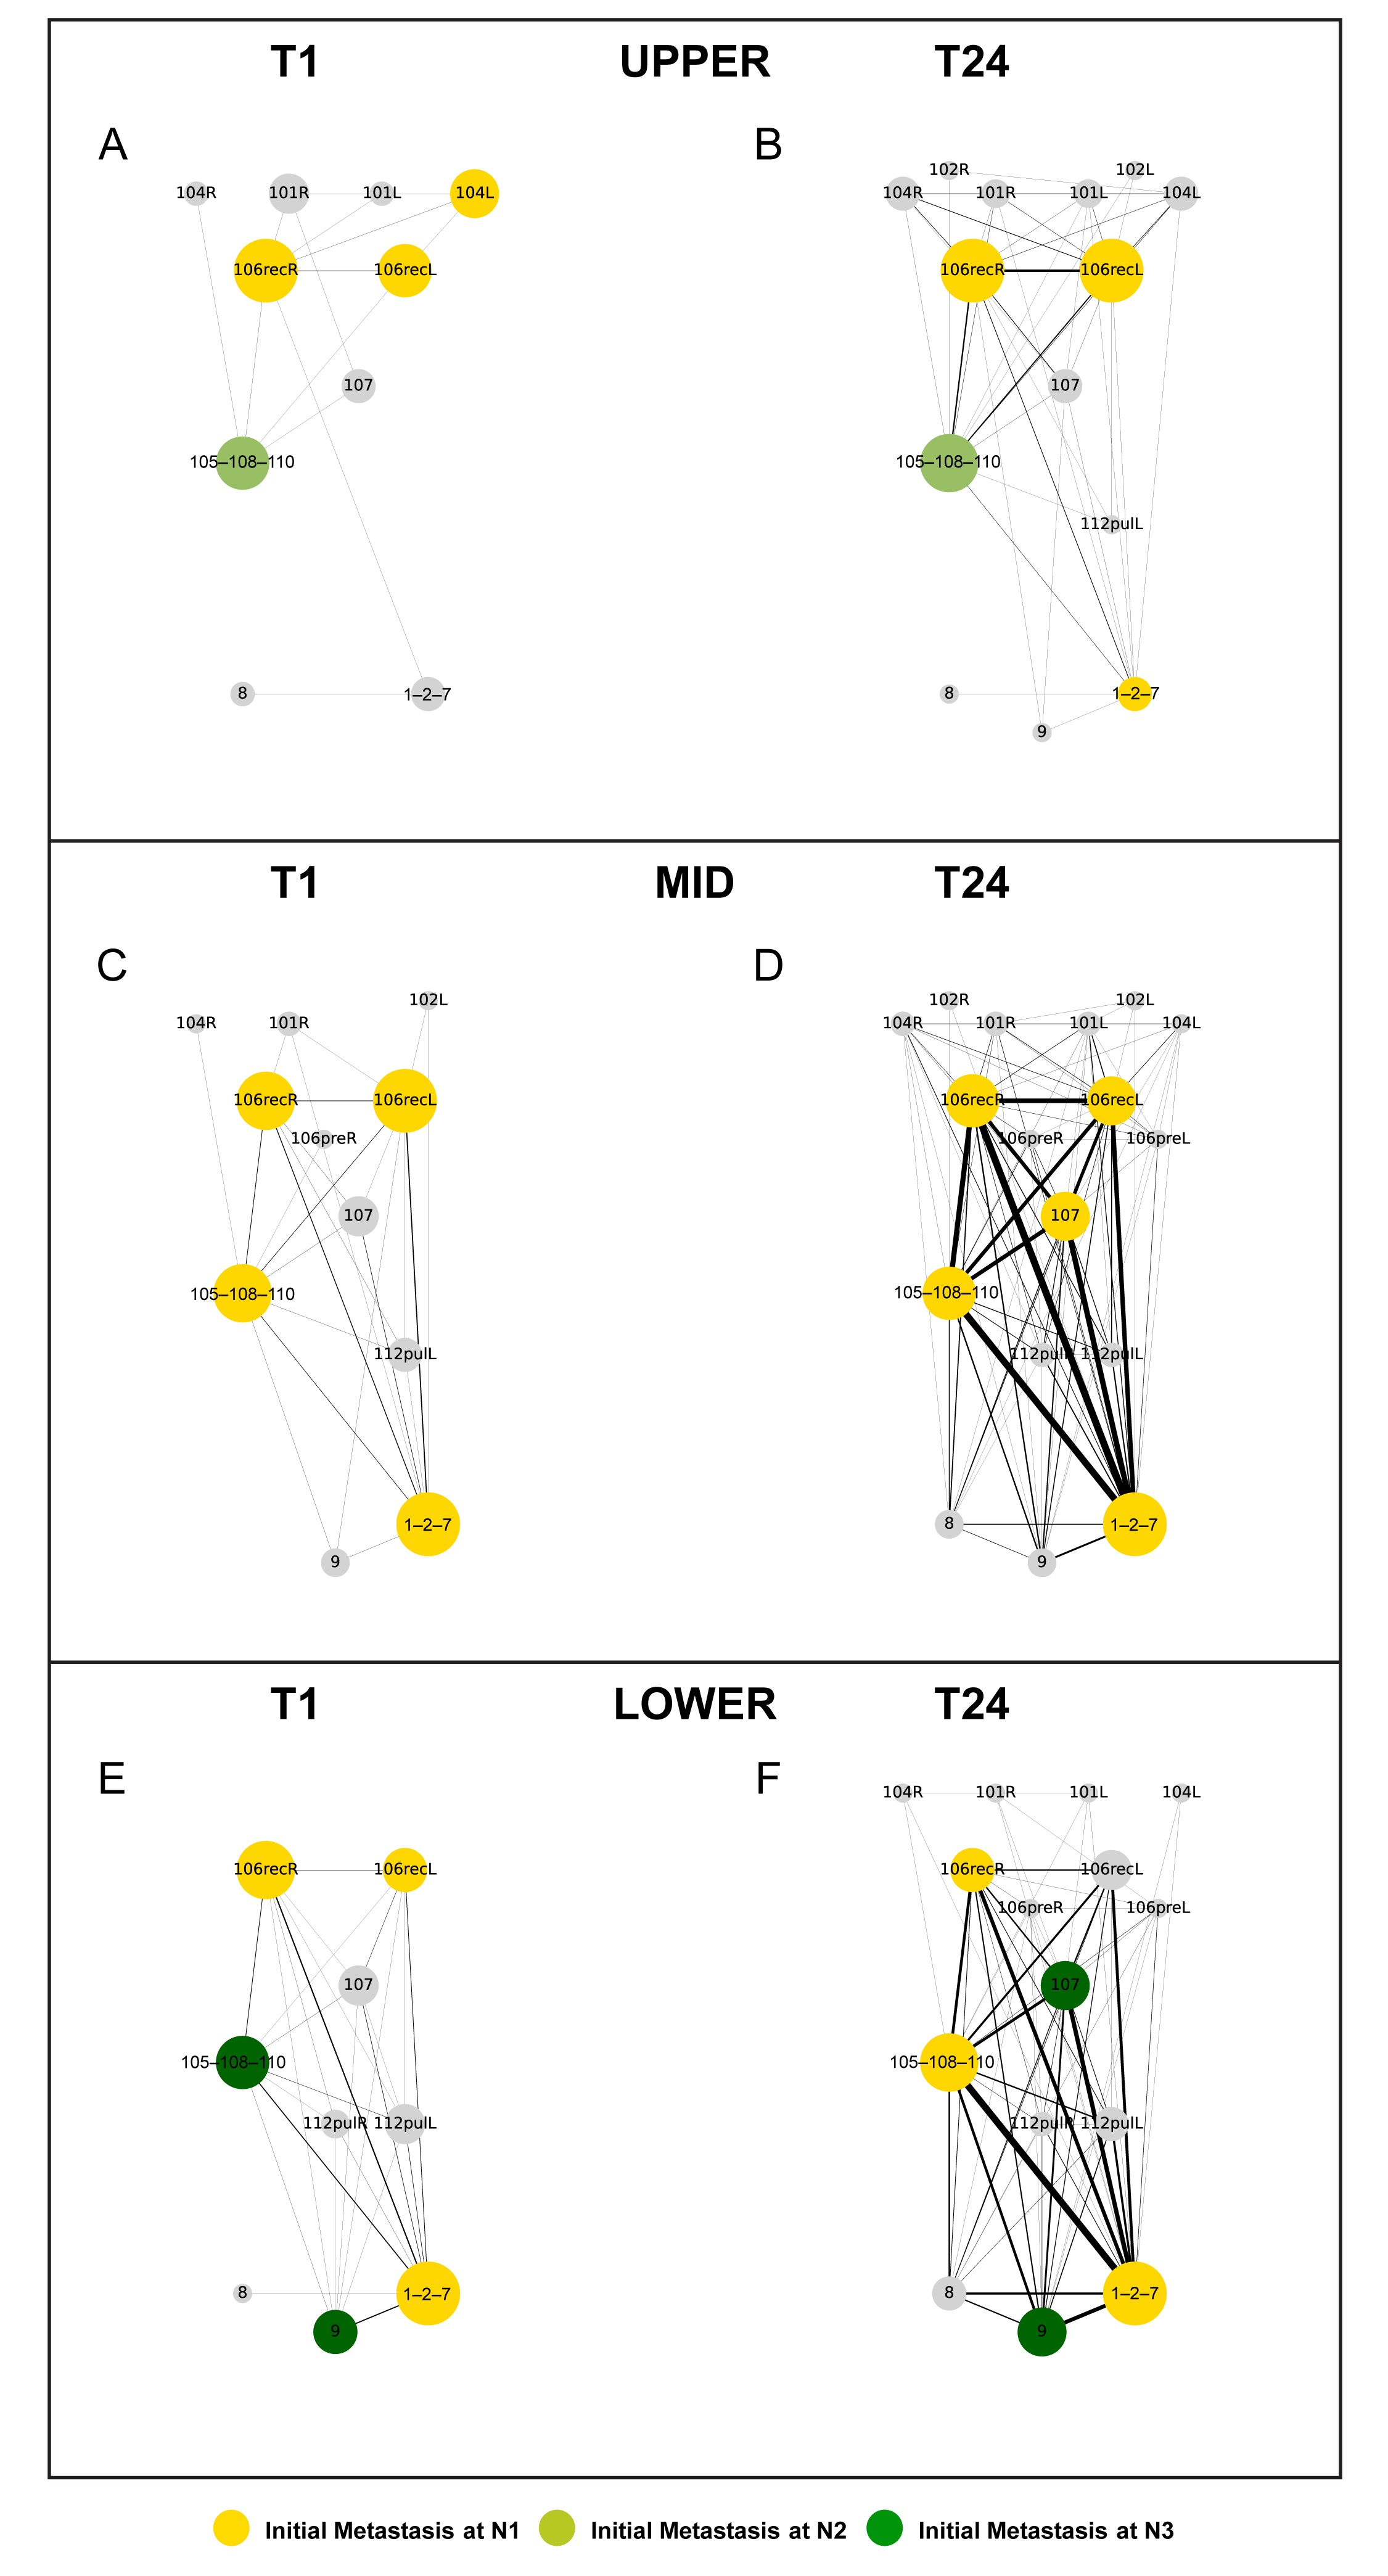 T1 UPPER T24
A B
102R 102L
104R 101R 101L 104L 104R 101R 101L 104L
106recR 106recL 106recR 106recL
107 107
105–108–110 105–108–110
112pulL
8 1–2–7 8 1–2–7
9
T1 MID T24
C D
102L 102R 102L
104R 101R 104R 101R 101L 104L
106recR 106recL 106recR 106recL
106preR 106preR 106preL
107 107
105–108–110 105–108–110
112pulL 112pulR 112pulL
1–2–7 8 1–2–7
9 9
T1 LOWER T24
E F
104R 101R 101L 104L
106recR 106recL 106recR 106recL
106preR 106preL
107 107
105–108–110 105–108–110
112pulR 112pulL 112pulR 112pulL
8 1–2–7 8 1–2–7
9 9
Initial Metastasis at N1 Initial Metastasis at N2 Initial Metastasis at N3